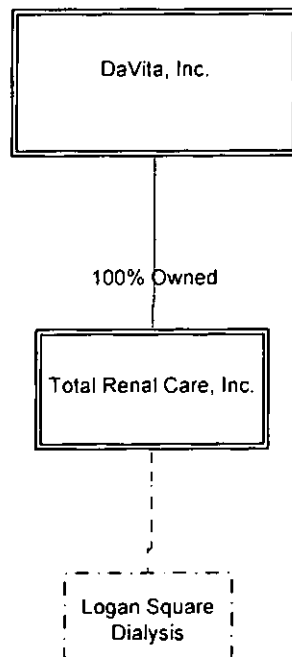 DaVita, Inc.
100% Owned
Total Renal Care, Inc.
Logan Square
Dialysis